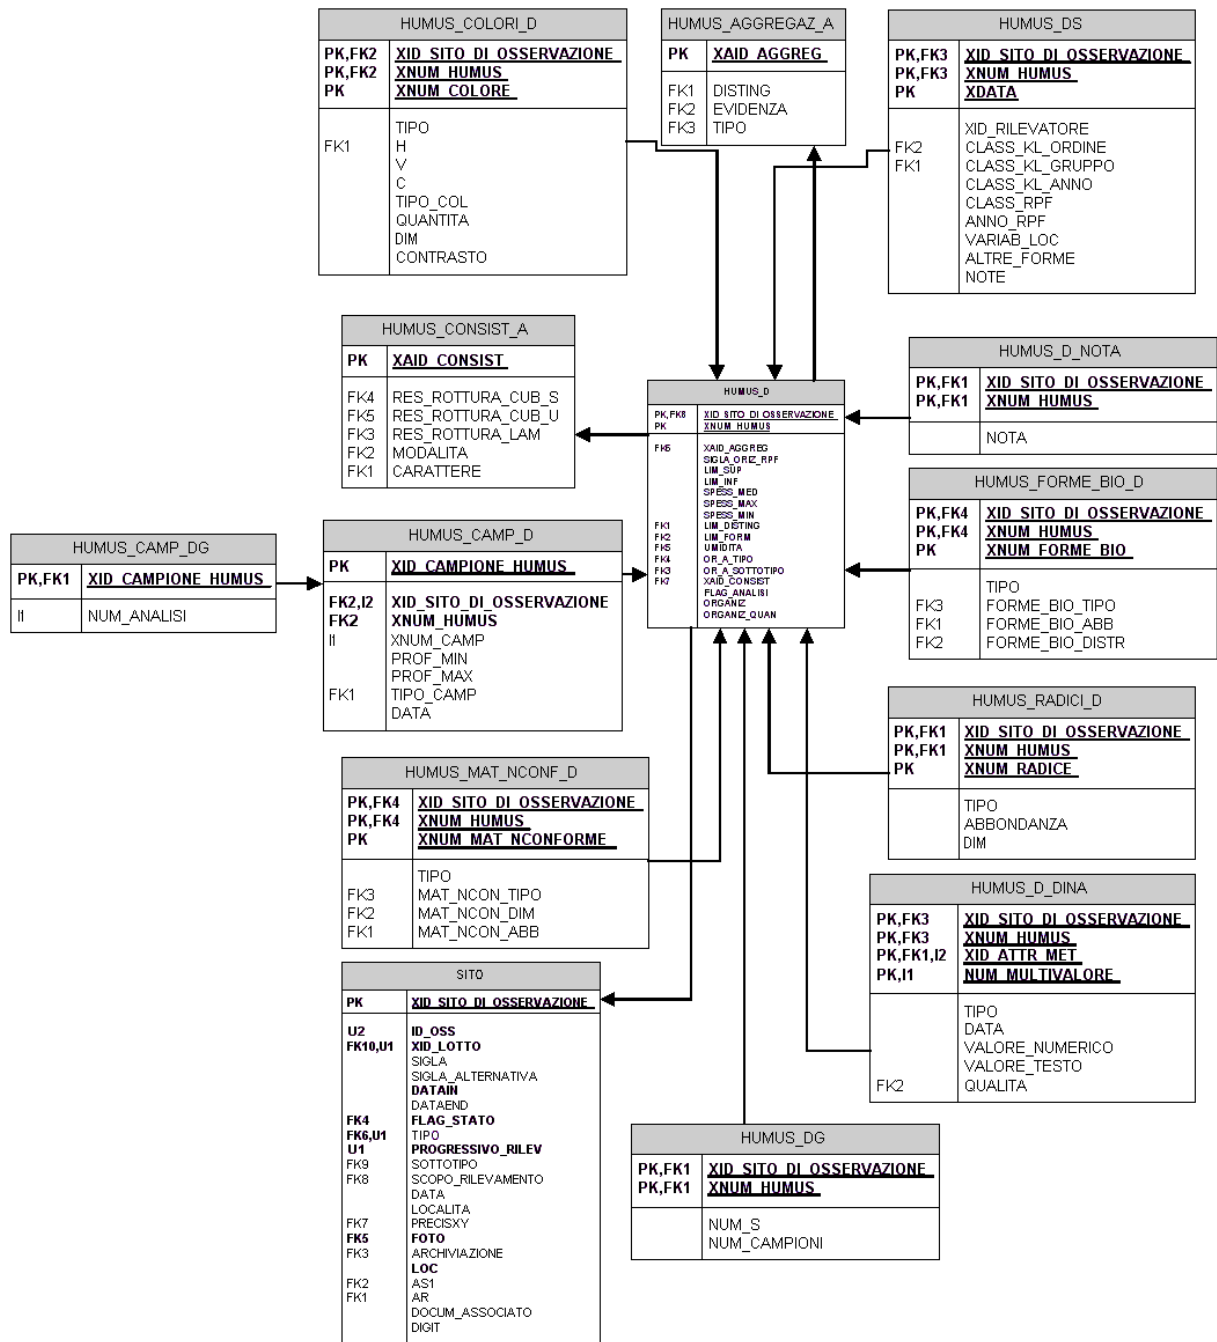 HUMUS_COLORI_D
PK,FK2 XID_SITO_DI_OSSERVAZIONE
PK,FK2 XNUM_HUMUS
PK XNUM_COLORE
TIPO
FK1 H
V
C
TIPO_COL
QUANTITA
DIM
CONTRASTO
HUMUS_AGGREGAZ_A
PK XAID_AGGREG
FK1 DISTING
FK2 EVIDENZA
FK3 TIPO
HUMUS_DS
PK,FK3 XID_SITO_DI_OSSERVAZIONE
PK,FK3 XNUM_HUMUS
PK XDATA
XID_RILEVATORE
FK2 CLASS_KL_ORDINE
FK1 CLASS_KL_GRUPPO
CLASS_KL_ANNO
CLASS_RPF
ANNO_RPF
VARIAB_LOC
ALTRE_FORME
NOTE
HUMUS_CONSIST_A
PK XAID_CONSIST
FK4 RES_ROTTURA_CUB_S
FK5 RES_ROTTURA_CUB_U
FK3 RES_ROTTURA_LAM
FK2 MODALITA
FK1 CARATTERE
HUMUS_D
PK,FK8 XID_SITO_DI_OSSERVAZIONE
PK XNUM_HUMUS
FK6 XAID_AGGREG
SIGLA_ORIZ_RPF
LIM_SUP
LIM_INF
SPESS_MED
SPESS_MAX
SPESS_MIN
FK1 LIM_DISTING
FK2 LIM_FORM
FK5 UMIDITA
FK4 OR_A_TIPO
FK3 OR_A_SOTTOTIPO
FK7 XAID_CONSIST
FLAG_ANALISI
ORGANIZ
ORGANIZ_QUAN
HUMUS_D_NOTA
PK,FK1 XID_SITO_DI_OSSERVAZIONE
PK,FK1 XNUM_HUMUS
NOTA
HUMUS_FORME_BIO_D
PK,FK4 XID_SITO_DI_OSSERVAZIONE
PK,FK4 XNUM_HUMUS
PK XNUM_FORME_BIO
TIPO
FK3 FORME_BIO_TIPO
FK1 FORME_BIO_ABB
FK2 FORME_BIO_DISTR
HUMUS_CAMP_DG
PK,FK1 XID_CAMPIONE_HUMUS
I1 NUM_ANALISI
HUMUS_CAMP_D
PK XID_CAMPIONE_HUMUS
FK2,I2 XID_SITO_DI_OSSERVAZIONE
FK2 XNUM_HUMUS
I1 XNUM_CAMP
PROF_MIN
PROF_MAX
FK1 TIPO_CAMP
DATA
HUMUS_RADICI_D
PK,FK1 XID_SITO_DI_OSSERVAZIONE
PK,FK1 XNUM_HUMUS
PK XNUM_RADICE
TIPO
ABBONDANZA
DIM
HUMUS_MAT_NCONF_D
PK,FK4 XID_SITO_DI_OSSERVAZIONE
PK,FK4 XNUM_HUMUS
PK XNUM_MAT_NCONFORME
TIPO
FK3 MAT_NCON_TIPO
FK2 MAT_NCON_DIM
FK1 MAT_NCON_ABB
HUMUS_D_DINA
PK,FK3 XID_SITO_DI_OSSERVAZIONE
PK,FK3 XNUM_HUMUS
PK,FK1,I2 XID_ATTR_MET
PK,I1 NUM_MULTIVALORE
TIPO
DATA
VALORE_NUMERICO
VALORE_TESTO
FK2 QUALITA
SITO
PK XID_SITO_DI_OSSERVAZIONE
U2 ID_OSS
FK10,U1 XID_LOTTO
SIGLA
SIGLA_ALTERNATIVA
DATAIN
DATAEND
FK4 FLAG_STATO
FK6,U1 TIPO
U1 PROGRESSIVO_RILEV
FK9 SOTTOTIPO
FK8 SCOPO_RILEVAMENTO
DATA
LOCALITA
FK7 PRECISXY
FK5 FOTO
FK3 ARCHIVIAZIONE
LOC
FK2 AS1
FK1 AR
DOCUM_ASSOCIATO
DIGIT
HUMUS_DG
PK,FK1 XID_SITO_DI_OSSERVAZIONE
PK,FK1 XNUM_HUMUS
NUM_S
NUM_CAMPIONI